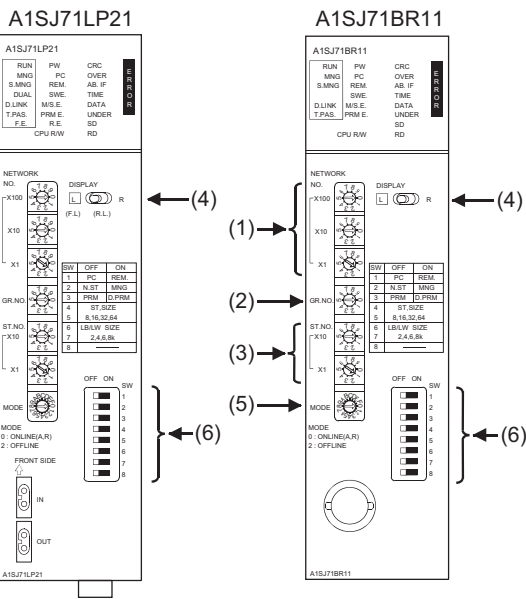 A1SJ71LP21
A1SJ71LP21
RUN PW CRC
MNG PC OVER
S.MNG REM. AB. IF
DUAL SWE. TIME
D.LINK M/S.E. DATA
T.PAS. PRM E. UNDER
F.E. R.E. SD
CPU R/W RD
ERROR
NETWORK
NO.
DISPLAY
X100
L
R
(F.L) (R.L.)
X10
X1
SW OFF ON
1 PC REM.
2 N.ST MNG
3 PRM D.PRM
4 ST,SIZE
5 8,16,32,64
6 LB/LW SIZE
7 2,4,6,8k
8
GR.NO.
ST.NO.
X10
X1
OFF ON
SW
1
2
3
4
5
6
7
8
MODE
MODE
0 : ONLINE(A,R)
2 : OFFLINE
FRONT SIDE
IN
OUT
A1SJ71LP21
(4)
(6)
A1SJ71BR11
A1SJ71BR11
RUN PW CRC
MNG PC OVER
S.MNG REM. AB. IF
SWE. TIME
D.LINK M/S.E. DATA
T.PAS. PRM E. UNDER
SD
CPU R/W RD
ERROR
NETWORK
NO.
DISPLAY
X100
L
R
X10
X1
SW OFF ON
1 PC REM.
2 N.ST MNG
3 PRM D.PRM
4 ST,SIZE
5 8,16,32,64
6 LB/LW SIZE
7 2,4,6,8k
8
GR.NO.
ST.NO.
X10
X1
OFF ON
SW
1
2
3
4
5
6
7
8
MODE
MODE
0 : ONLINE(A,R)
2 : OFFLINE
A1SJ71BR11
(1)
(2)
(3)
(5)
(4)
(6)